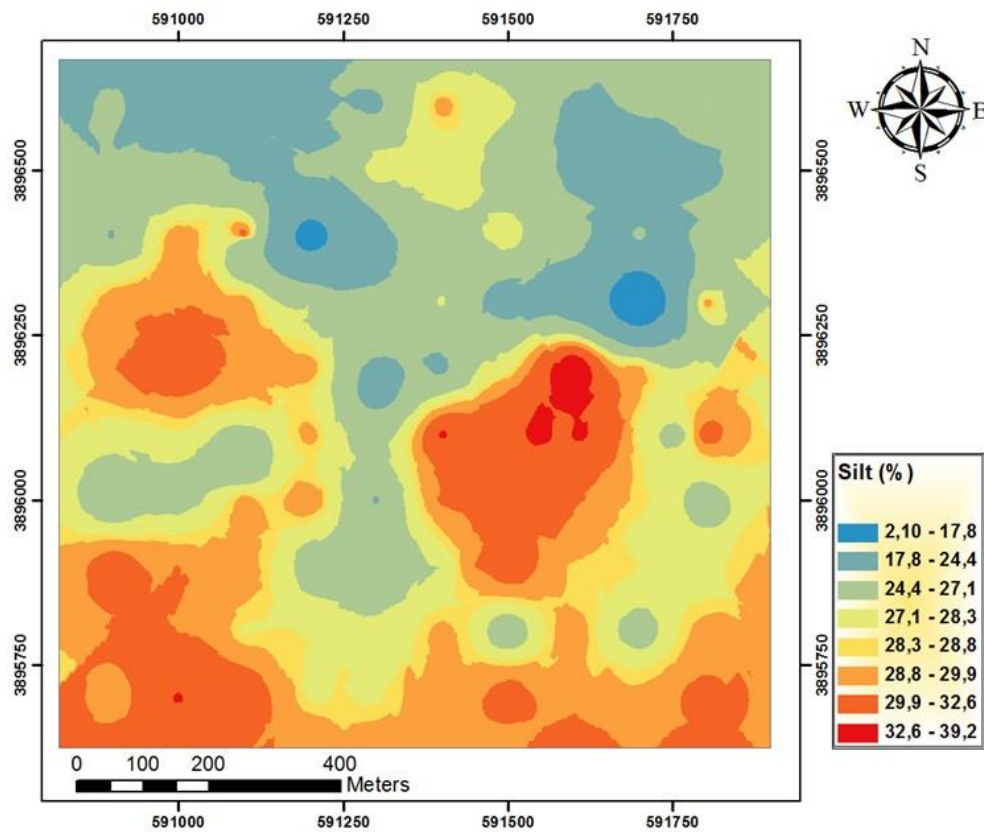 591000 591250 591500 591750
N
W E
S
3896500 3896500
3896250 3896250
3896000 3896000
3895750 3895750
Silt (%)
2,10 - 17,8
17,8 - 24,4
24,4 - 27,1
27,1 - 28,3
28,3 - 28,8
28,8 - 29,9
29,9 - 32,6
32,6 - 39,2
0 100 200 400
Meters
591000 591250 591500 591750